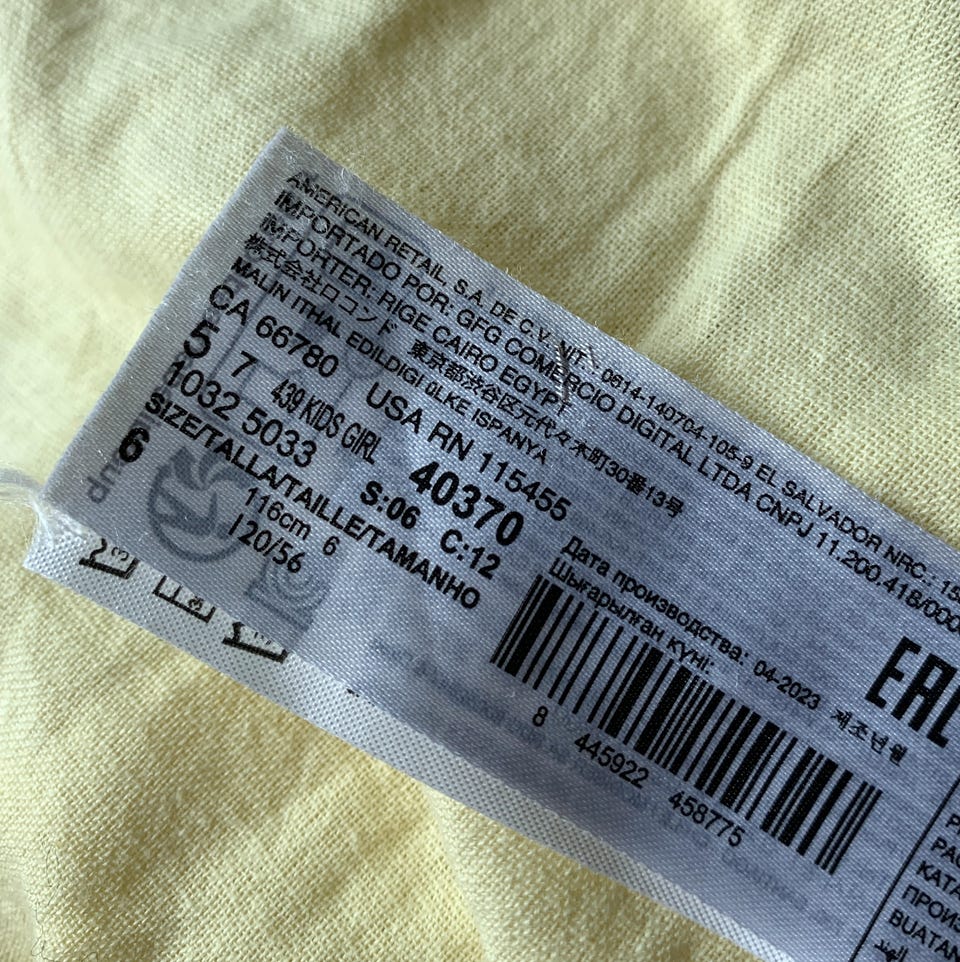 AMERICAN RETAIL S.A. DE C.V. NIT: 0614-140704-105-9 EL SALVADOR NRC.: 15
IMPORTADO POR: GFG COMERCIO DIGITAL LTDA CNPJ 11.200.418/000
IMPORTER: RIGE CAIRO EGYPT
株式会社ロコンド 東京都渋谷区元代々木町30番13号
MALIN ITHAL EDILDIGI ÜLKE ISPANYA
CA 66780 USA RN 115455
5 7 439 KIDS GIRL 40370
1032 5033 S:06 C:12
SIZE/TALLA/TAILLE/TAMANHO
6 116cm 6
120/56
Дата производства: 04-2023 제조년월
Шығарылған күні:
8 445922 458775
EAC
КАТА
ПРОИЗ
BUATAN
الهند